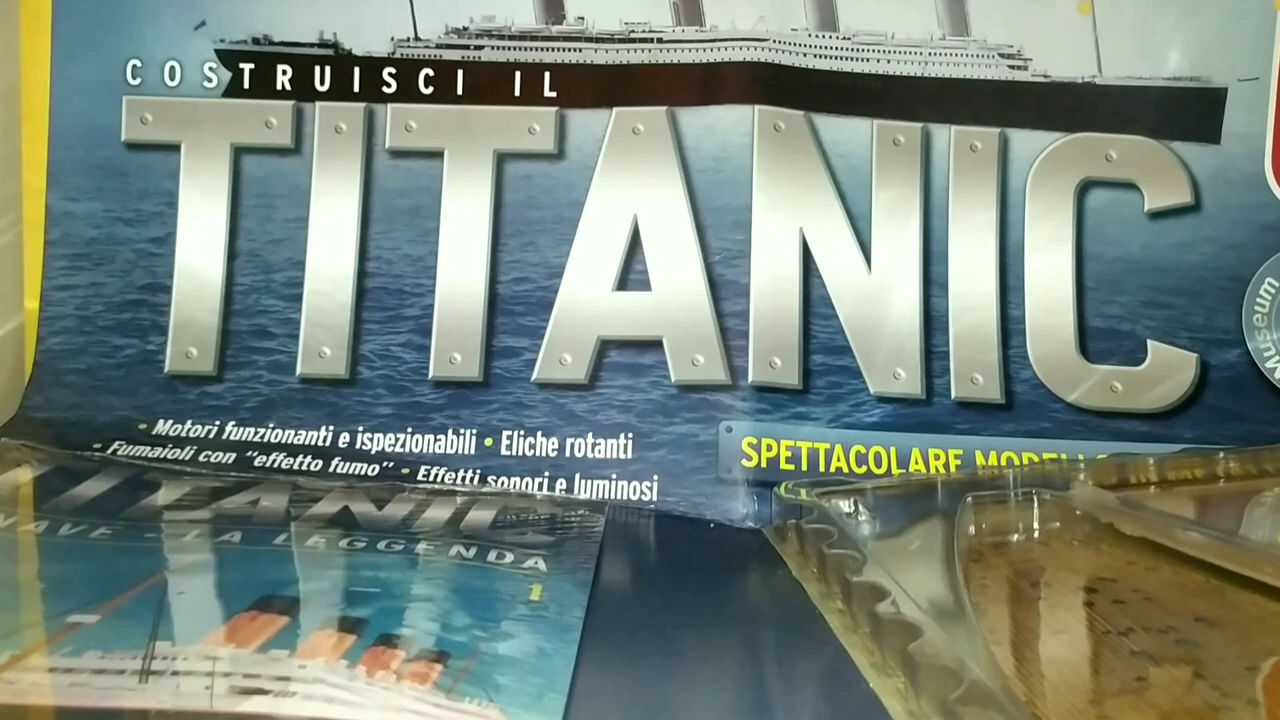 COSTRUISCI IL
TITANIC
• Motori funzionanti e ispezionabili • Eliche rotanti
• Fumaioli con “effetto fumo” • Effetti sonori e luminosi
SPETTACOLARE
Museum
TITANIC
NAVE - LA LEGGENDA
1